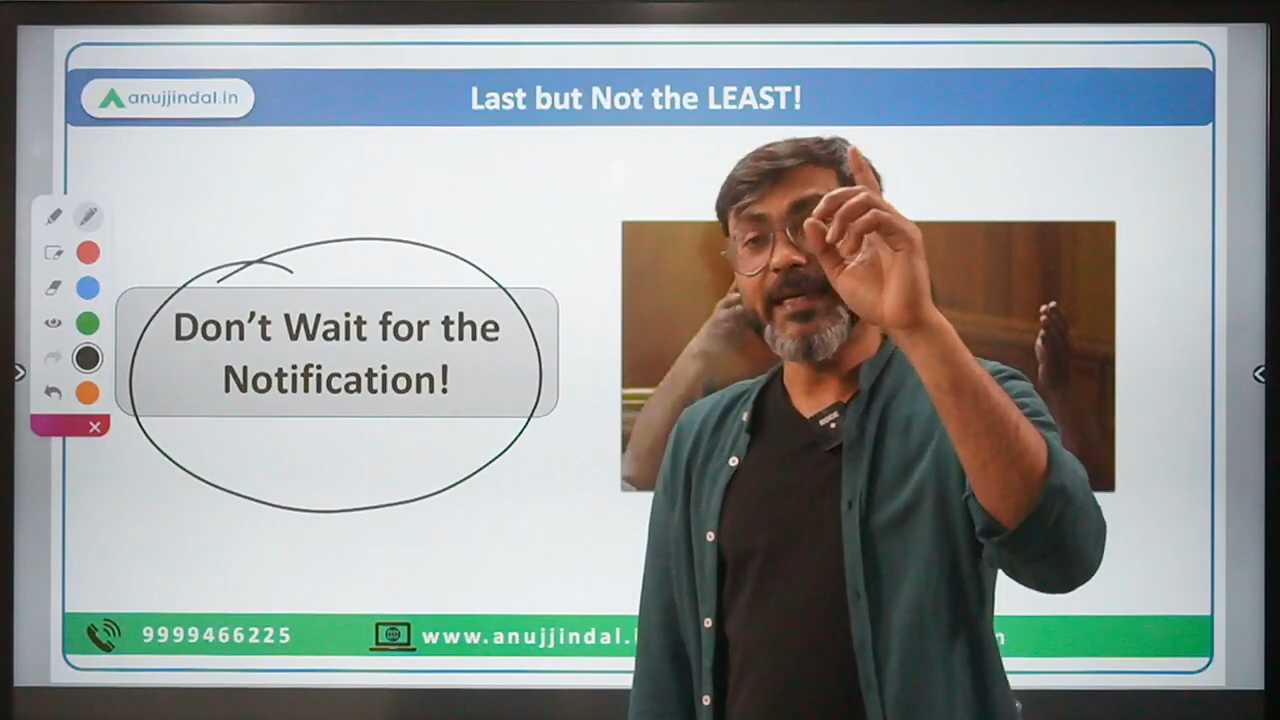 anujjindal.in
Last but Not the LEAST!
Don't Wait for the
Notification!
9999466225
www.anujjindal.